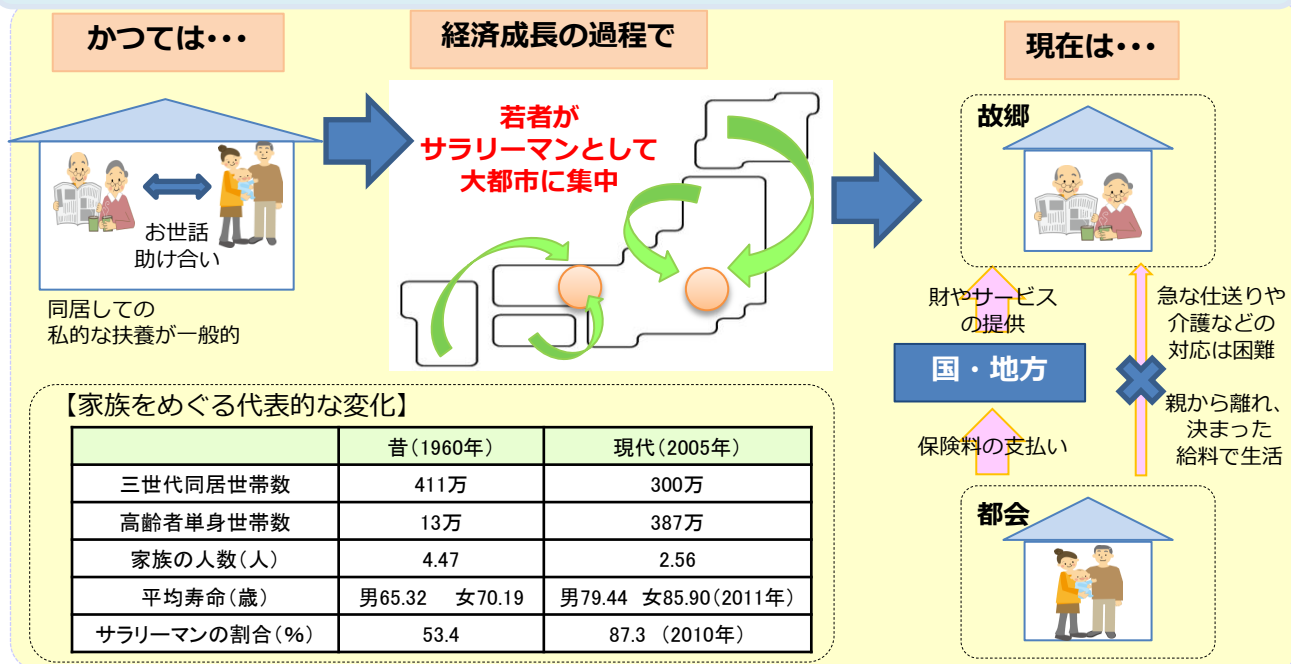 かつては・・・
経済成長の過程で
現在は・・・
若者が
サラリーマンとして
大都市に集中
お世話
助け合い
同居しての
私的な扶養が一般的
故郷
財やサービス
の提供
急な仕送りや
介護などの
対応は困難
国・地方
親から離れ、
決まった
給料で生活
保険料の支払い
都会
【家族をめぐる代表的な変化】
昔(1960年) 現代(2005年)
三世代同居世帯数 411万 300万
高齢者単身世帯数 13万 387万
家族の人数(人) 4.47 2.56
平均寿命(歳) 男65.32 女70.19 男79.44 女85.90(2011年)
サラリーマンの割合(%) 53.4 87.3 (2010年)